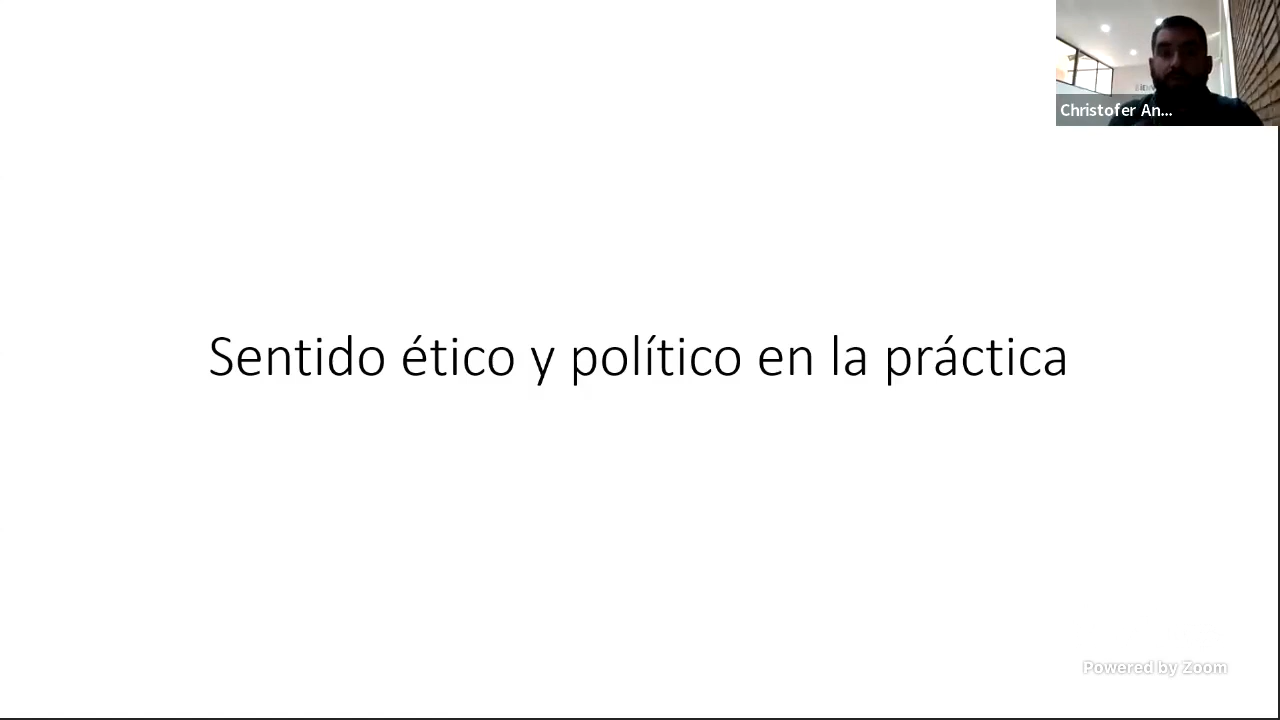 Christofer An...
Sentido ético y político en la práctica
Powered by Zoom